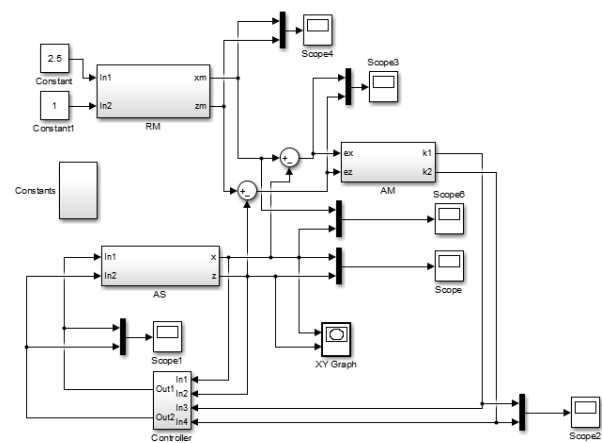 Scope4
2.5
Constant
In1
xm
In2
zm
RM
1
Constant1
Scope3
+
-
ex
k1
ez
k2
AM
+
-
Constants
Scope6
In1
x
In2
z
AS
Scope
Scope1
XY Graph
Out1
In1
In2
Out2
In3
In4
Controller
Scope2